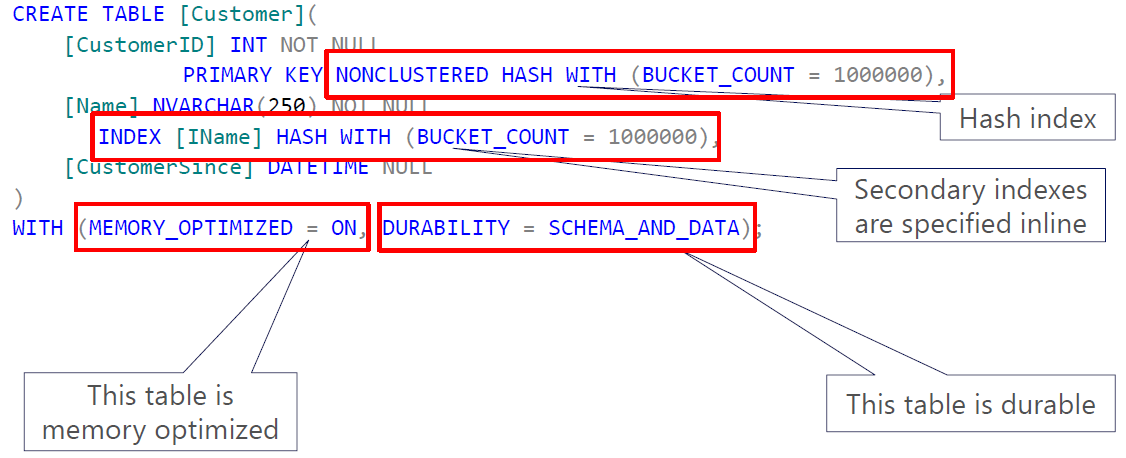 CREATE TABLE [Customer](
[CustomerID] INT NOT NULL
PRIMARY KEY NONCLUSTERED HASH WITH (BUCKET_COUNT = 1000000),
[Name] NVARCHAR(250) NOT NULL
INDEX [IName] HASH WITH (BUCKET_COUNT = 1000000),
[CustomerSince] DATETIME NULL
)
WITH (MEMORY_OPTIMIZED = ON, DURABILITY = SCHEMA_AND_DATA);
Hash index
Secondary indexes
are specified inline
This table is
memory optimized
This table is durable